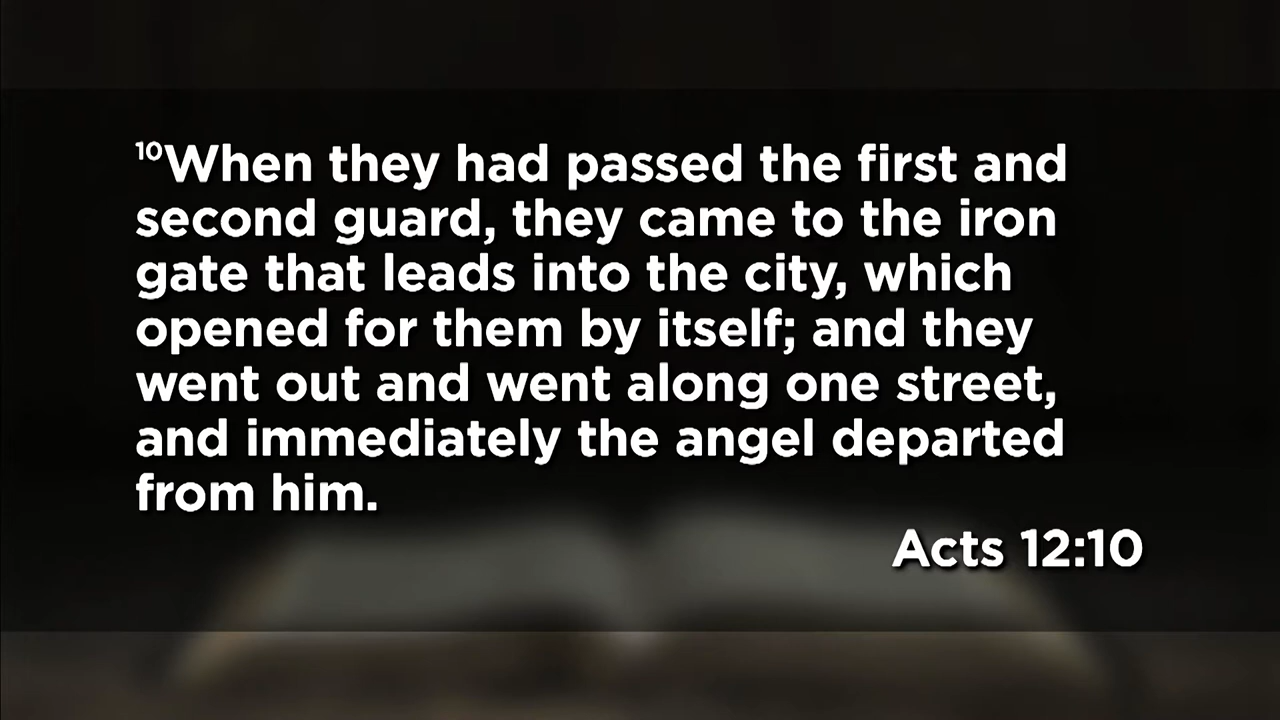 ¹⁰When they had passed the first and
second guard, they came to the iron
gate that leads into the city, which
opened for them by itself; and they
went out and went along one street,
and immediately the angel departed
from him.
Acts 12:10